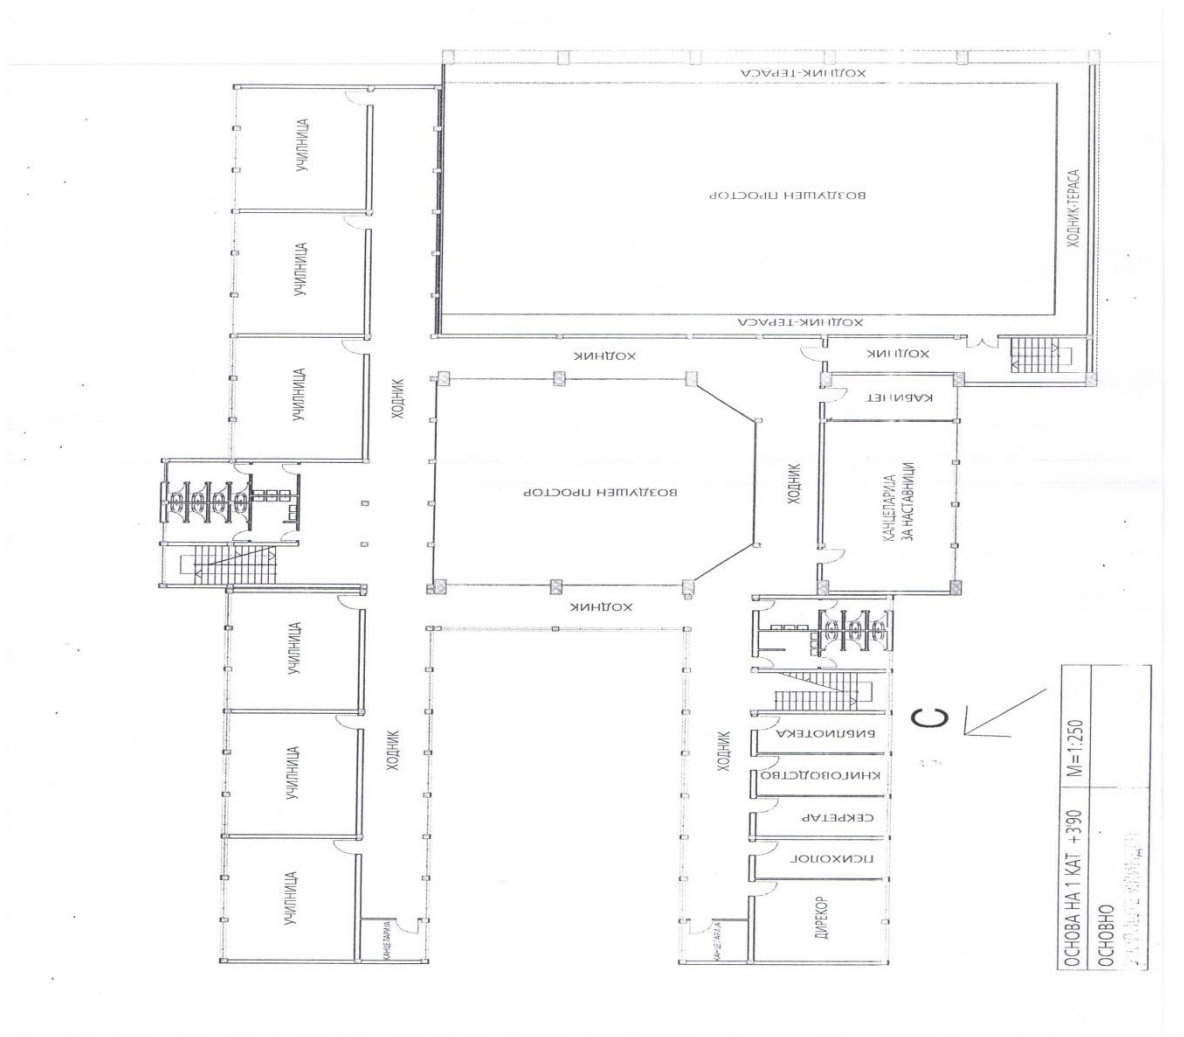 ХОДНИК-ТЕРАСА
УЧИЛНИЦА
ВОЗДУШЕН ПРОСТОР
ХОДНИК-ТЕРАСА
УЧИЛНИЦА
ХОДНИК-ТЕРАСА
ХОДНИК
ХОДНИК
УЧИЛНИЦА
ХОДНИК
КАБИНЕТ
ВОЗДУШЕН ПРОСТОР
ХОДНИК
КАНЦЕЛАРИЈА
ЗА НАСТАВНИЦИ
ХОДНИК
УЧИЛНИЦА
С
УЧИЛНИЦА
ХОДНИК
ХОДНИК
БИБЛИОТЕКА
КНИГОВОДСТВО
СЕКРЕТАР
ПСИХОЛОГ
УЧИЛНИЦА
КАНЦЕЛАРИЈА
КАНЦЕЛАРИЈА
ДИРЕКОР
ОСНОВА НА 1 КАТ +3'90 М=1:250
ОСНОВНО